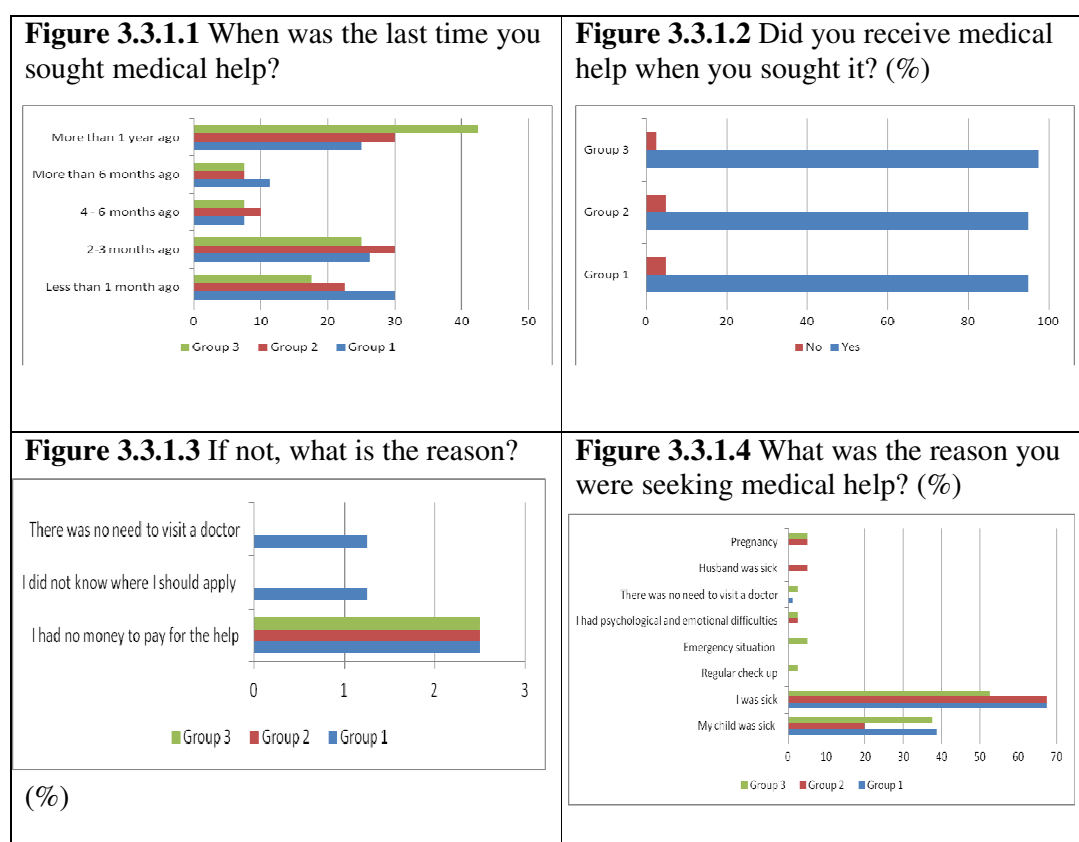 Figure 3.3.1.1 When was the last time you
sought medical help?
More than 1 year ago
More than 6 months ago
4 - 6 months ago
2-3 months ago
Less than 1 month ago
0 10 20 30 40 50
Group 3 Group 2 Group 1
Figure 3.3.1.2 Did you receive medical
help when you sought it? (%)
Group 3
Group 2
Group 1
0 20 40 60 80 100
No Yes
Figure 3.3.1.3 If not, what is the reason?
There was no need to visit a doctor
I did not know where I should apply
I had no money to pay for the help
0 1 2 3
Group 3 Group 2 Group 1
(%)
Figure 3.3.1.4 What was the reason you
were seeking medical help? (%)
Pregnancy
Husband was sick
There was no need to visit a doctor
I had psychological and emotional difficulties
Emergency situation
Regular check up
I was sick
My child was sick
0 10 20 30 40 50 60 70
Group 3 Group 2 Group 1